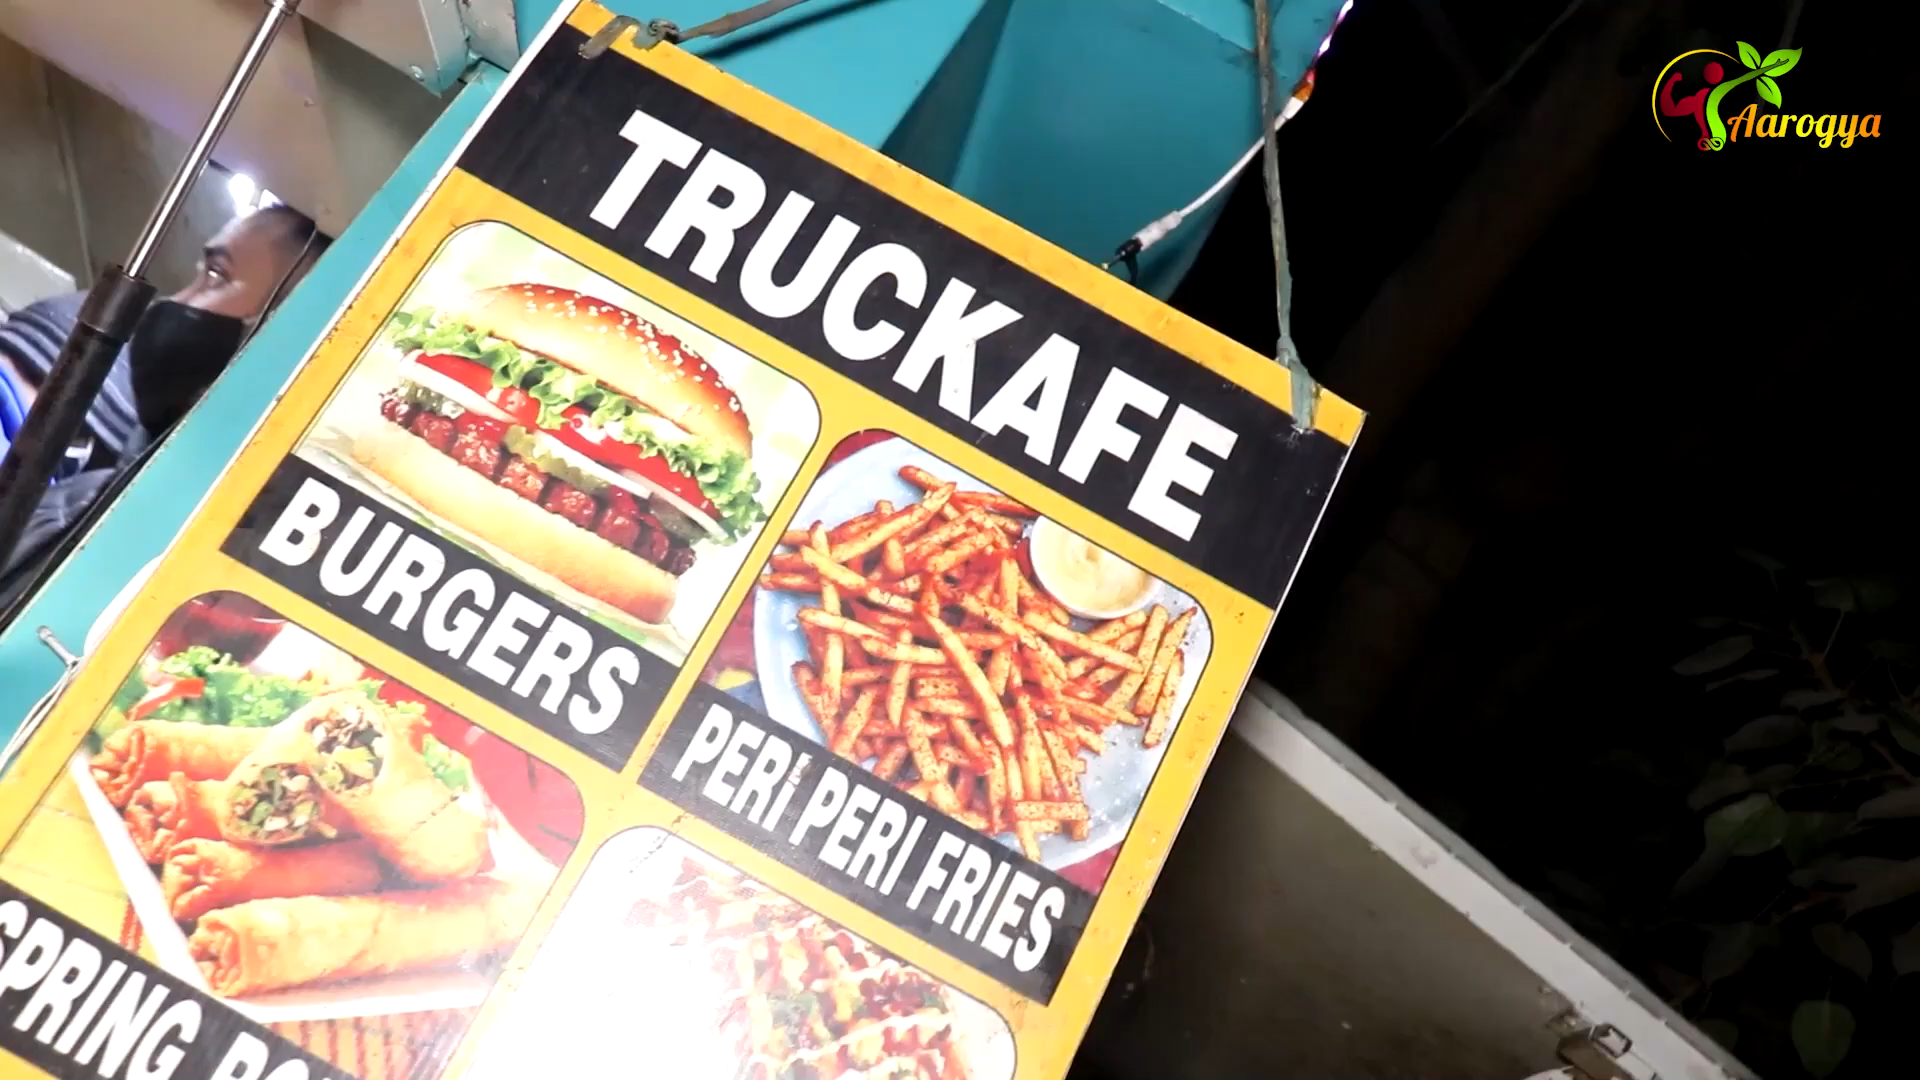 Aarogya
TRUCKAFE
BURGERS
PERI PERI FRIES
SPRING